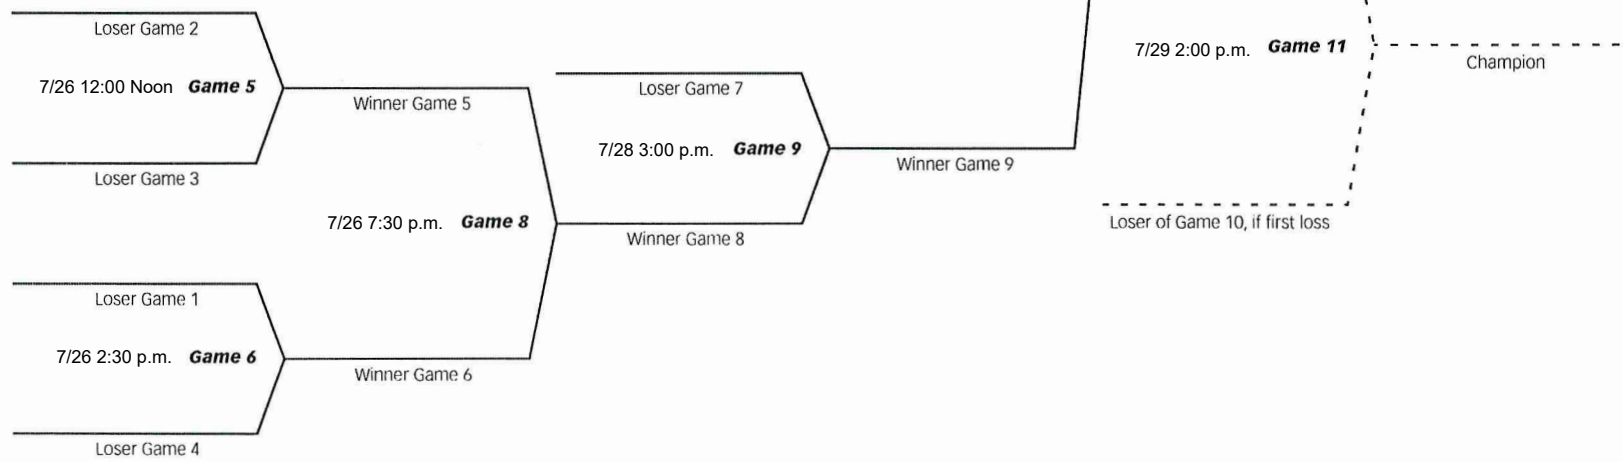 Loser Game 2
7/26 12:00 Noon Game 5
Winner Game 5
Loser Game 3
7/26 7:30 p.m. Game 8
Loser Game 1
7/26 2:30 p.m. Game 6
Winner Game 6
Loser Game 4
Loser Game 7
7/28 3:00 p.m. Game 9
Winner Game 8
Winner Game 9
7/29 2:00 p.m. Game 11
Champion
Loser of Game 10, if first loss